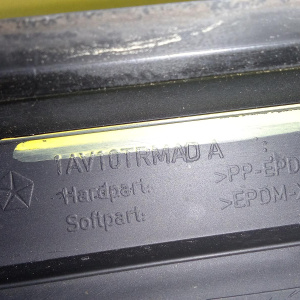 1AV10TRMAD A
Hardpart: >PP-EPD
Softpart: >EPDM-